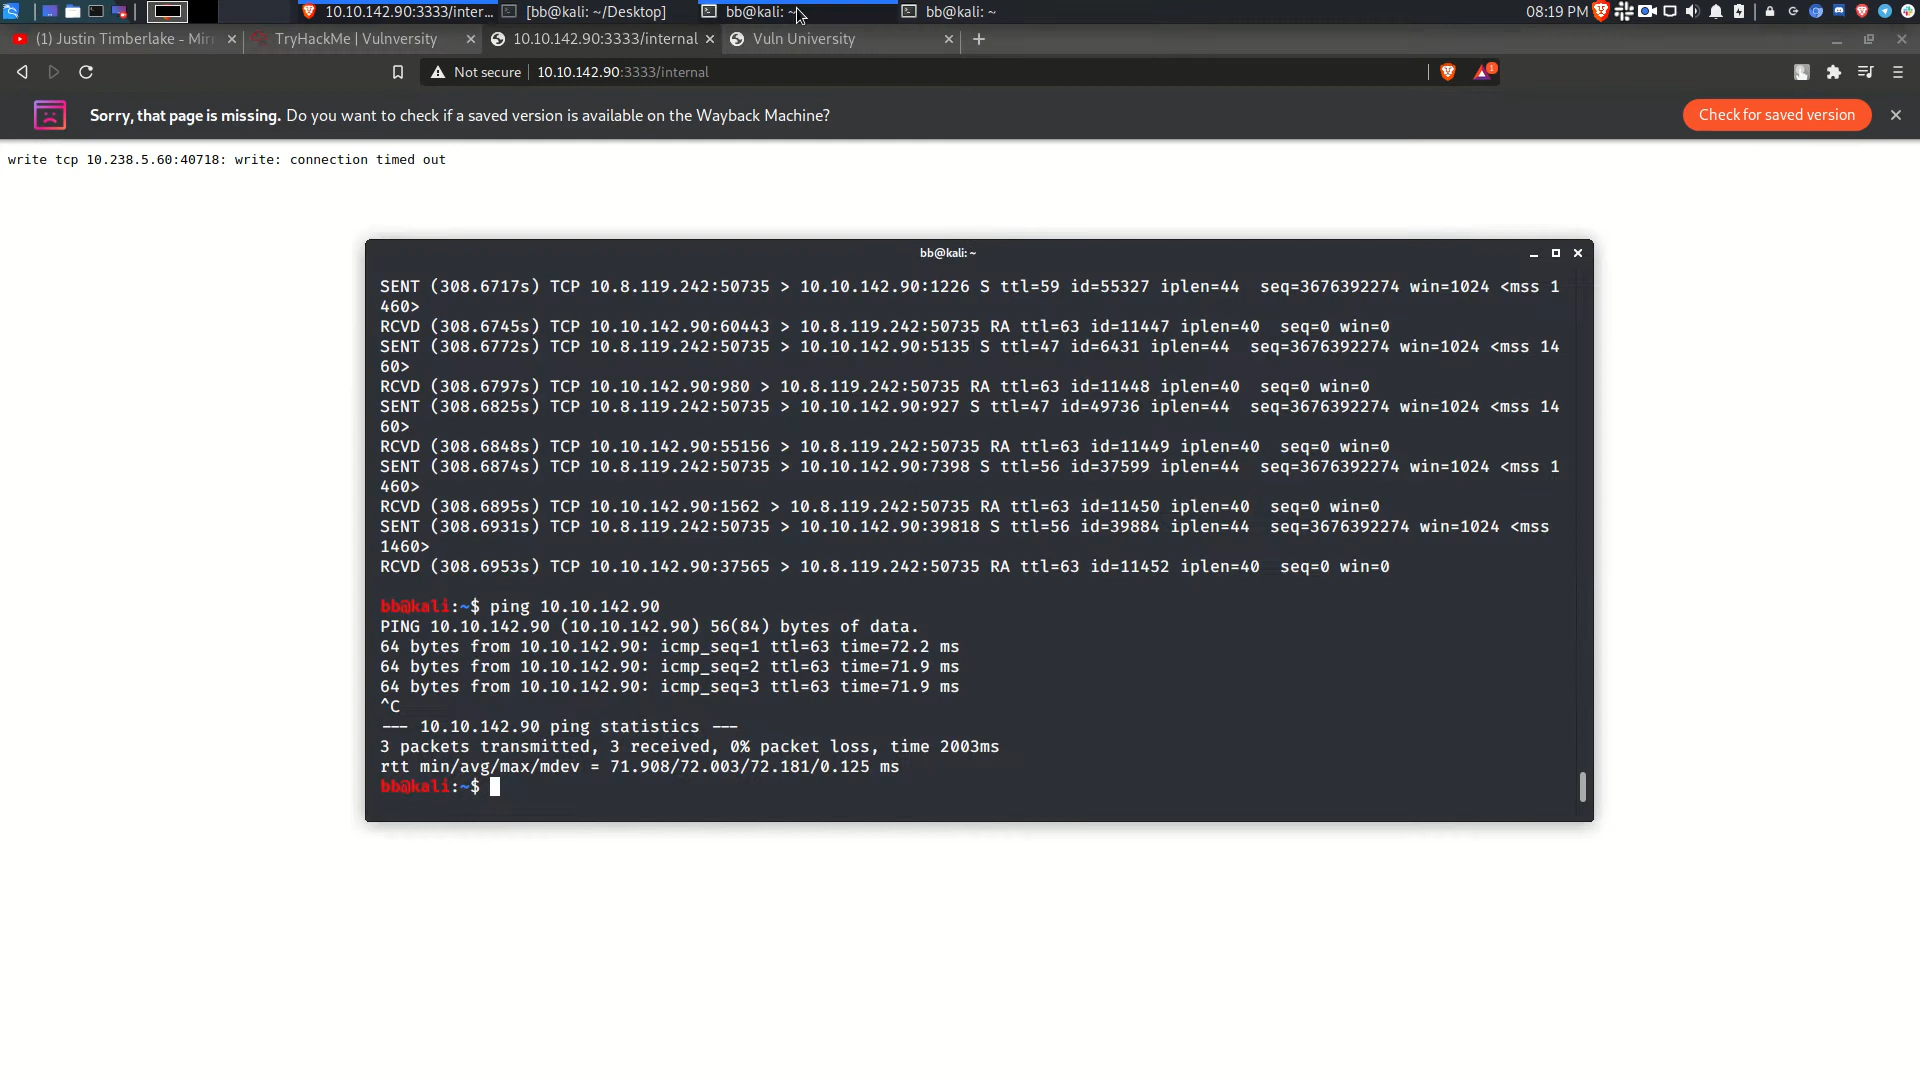 10.10.142.90:3333/inter...
[bb@kali: ~/Desktop]
bb@kali: ~
bb@kali: ~
08:19 PM
(1) Justin Timberlake - Mirr
TryHackMe | Vulnversity
10.10.142.90:3333/internal
Vuln University
Not secure
10.10.142.90:3333/internal
1
Sorry, that page is missing. Do you want to check if a saved version is available on the Wayback Machine?
Check for saved version
write tcp 10.238.5.60:40718: write: connection timed out
bb@kali: ~
SENT (308.6717s) TCP 10.8.119.242:50735 > 10.10.142.90:1226 S ttl=59 id=55327 iplen=44  seq=3676392274 win=1024 <mss 1
460>
RCVD (308.6745s) TCP 10.10.142.90:60443 > 10.8.119.242:50735 RA ttl=63 id=11447 iplen=40  seq=0 win=0
SENT (308.6772s) TCP 10.8.119.242:50735 > 10.10.142.90:5135 S ttl=47 id=6431 iplen=44  seq=3676392274 win=1024 <mss 14
60>
RCVD (308.6797s) TCP 10.10.142.90:980 > 10.8.119.242:50735 RA ttl=63 id=11448 iplen=40  seq=0 win=0
SENT (308.6825s) TCP 10.8.119.242:50735 > 10.10.142.90:927 S ttl=47 id=49736 iplen=44  seq=3676392274 win=1024 <mss 14
60>
RCVD (308.6848s) TCP 10.10.142.90:55156 > 10.8.119.242:50735 RA ttl=63 id=11449 iplen=40  seq=0 win=0
SENT (308.6874s) TCP 10.8.119.242:50735 > 10.10.142.90:7398 S ttl=56 id=37599 iplen=44  seq=3676392274 win=1024 <mss 1
460>
RCVD (308.6895s) TCP 10.10.142.90:1562 > 10.8.119.242:50735 RA ttl=63 id=11450 iplen=40  seq=0 win=0
SENT (308.6931s) TCP 10.8.119.242:50735 > 10.10.142.90:39818 S ttl=56 id=39884 iplen=44  seq=3676392274 win=1024 <mss
1460>
RCVD (308.6953s) TCP 10.10.142.90:37565 > 10.8.119.242:50735 RA ttl=63 id=11452 iplen=40  seq=0 win=0
bb@kali:~$ ping 10.10.142.90
PING 10.10.142.90 (10.10.142.90) 56(84) bytes of data.
64 bytes from 10.10.142.90: icmp_seq=1 ttl=63 time=72.2 ms
64 bytes from 10.10.142.90: icmp_seq=2 ttl=63 time=71.9 ms
64 bytes from 10.10.142.90: icmp_seq=3 ttl=63 time=71.9 ms
^C
--- 10.10.142.90 ping statistics ---
3 packets transmitted, 3 received, 0% packet loss, time 2003ms
rtt min/avg/max/mdev = 71.908/72.003/72.181/0.125 ms
bb@kali:~$